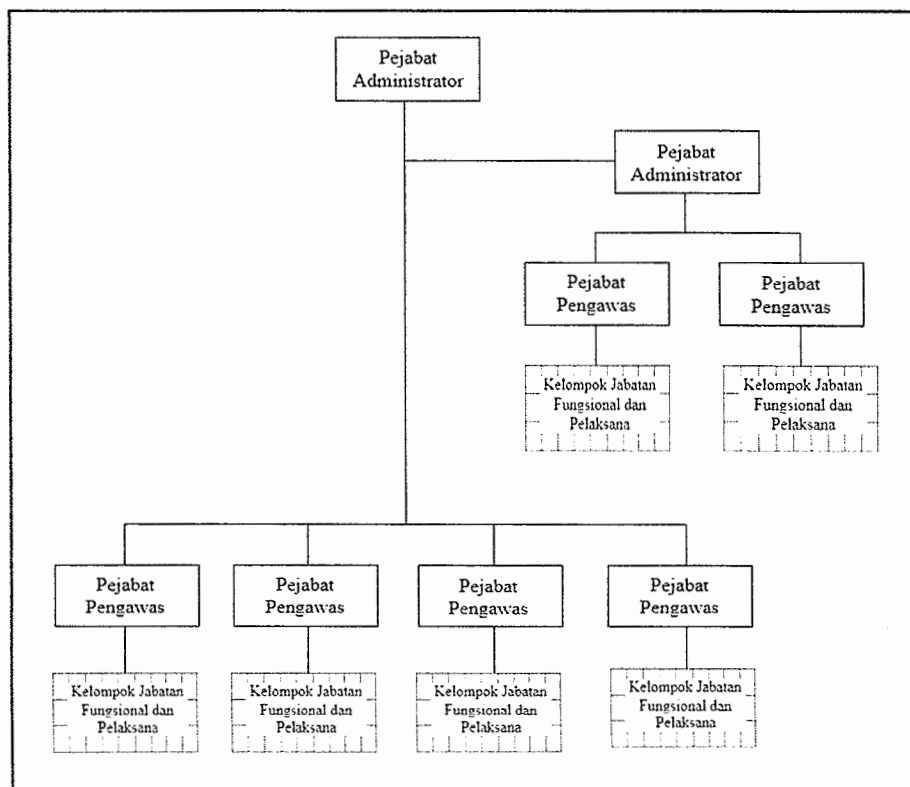 Pejabat
Administrator
Pejabat
Administrator
Pejabat
Pengawas
Pejabat
Pengawas
Kelompok Jabatan
Fungsional dan
Pelaksana
Kelompok Jabatan
Fungsional dan
Pelaksana
Pejabat
Pengawas
Pejabat
Pengawas
Pejabat
Pengawas
Pejabat
Pengawas
Kelompok Jabatan
Fungsional dan
Pelaksana
Kelompok Jabatan
Fungsional dan
Pelaksana
Kelompok Jabatan
Fungsional dan
Pelaksana
Kelompok Jabatan
Fungsional dan
Pelaksana